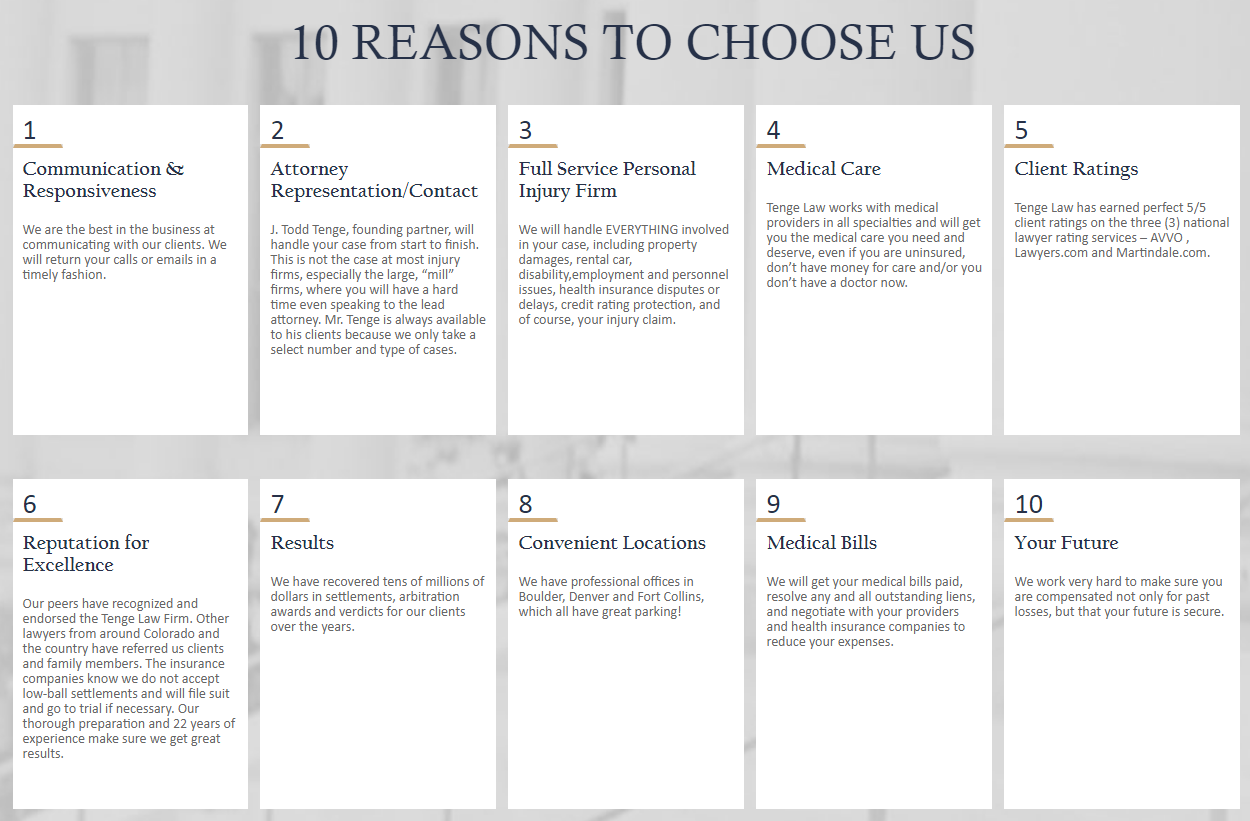 10 REASONS TO CHOOSE US
1
Communication &
Responsiveness
We are the best in the business at
communicating with our clients. We
will return your calls or emails in a
timely fashion.
2
Attorney
Representation/Contact
J. Todd Tenge, founding partner, will
handle your case from start to finish.
This is not the case at most injury
firms, especially the large, “mill”
firms, where you will have a hard
time even speaking to the lead
attorney. Mr. Tenge is always available
to his clients because we only take a
select number and type of cases.
3
Full Service Personal
Injury Firm
We will handle EVERYTHING involved
in your case, including property
damages, rental car,
disability,employment and personnel
issues, health insurance disputes or
delays, credit rating protection, and
of course, your injury claim.
4
Medical Care
Tenge Law works with medical
providers in all specialties and will get
you the medical care you need and
deserve, even if you are uninsured,
don’t have money for care and/or you
don’t have a doctor now.
5
Client Ratings
Tenge Law has earned perfect 5/5
client ratings on the three (3) national
lawyer rating services – AVVO ,
Lawyers.com and Martindale.com.
6
Reputation for
Excellence
Our peers have recognized and
endorsed the Tenge Law Firm. Other
lawyers from around Colorado and
the country have referred us clients
and family members. The insurance
companies know we do not accept
low-ball settlements and will file suit
and go to trial if necessary. Our
thorough preparation and 22 years of
experience make sure we get great
results.
7
Results
We have recovered tens of millions of
dollars in settlements, arbitration
awards and verdicts for our clients
over the years.
8
Convenient Locations
We have professional offices in
Boulder, Denver and Fort Collins,
which all have great parking!
9
Medical Bills
We will get your medical bills paid,
resolve any and all outstanding liens,
and negotiate with your providers
and health insurance companies to
reduce your expenses.
10
Your Future
We work very hard to make sure you
are compensated not only for past
losses, but that your future is secure.